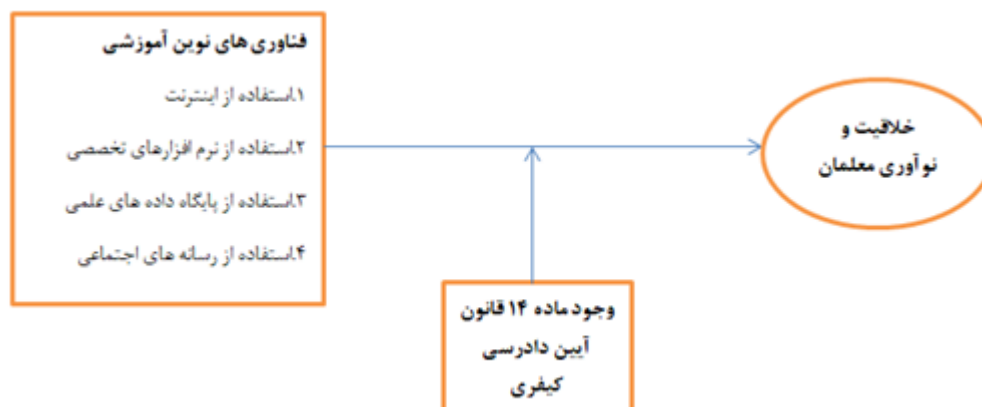 فناوری های نوین آموزشی
۱.استفاده از اینترنت
۲.استفاده از نرم افزارهای تخصصی
۳.استفاده از پایگاه داده های علمی
۴.استفاده از رسانه های اجتماعی
خلاقیت و
نوآوری معلمان
وجود ماده ۱۴ قانون
آیین دادرسی
کیفری